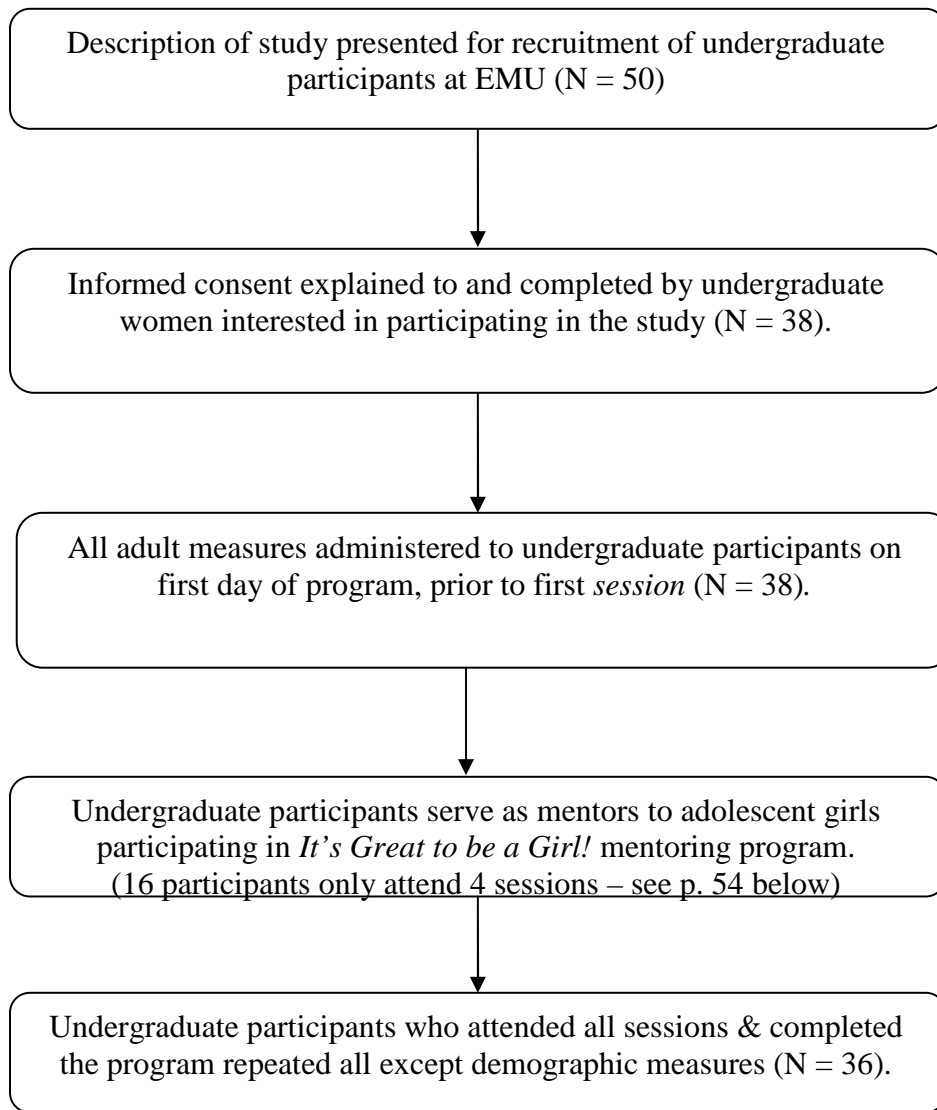 Description of study presented for recruitment of undergraduate
participants at EMU (N = 50)
Informed consent explained to and completed by undergraduate
women interested in participating in the study (N = 38).
All adult measures administered to undergraduate participants on
first day of program, prior to first session (N = 38).
Undergraduate participants serve as mentors to adolescent girls
participating in It’s Great to be a Girl! mentoring program.
(16 participants only attend 4 sessions – see p. 54 below)
Undergraduate participants who attended all sessions & completed
the program repeated all except demographic measures (N = 36).